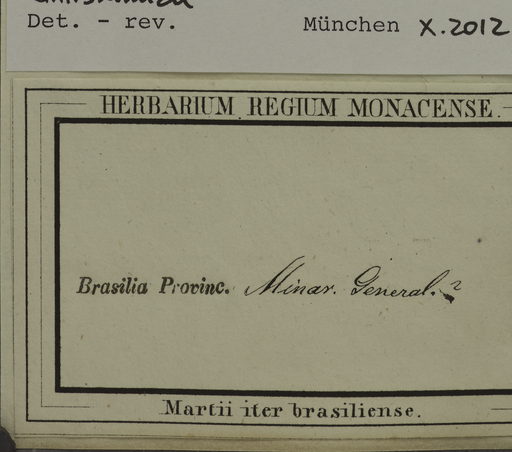 Det. - rev. München X.2012
HERBARIUM REGIUM MONACENSE.
Brasilia Provinc. Minar. General. ?
Martii iter brasiliense.